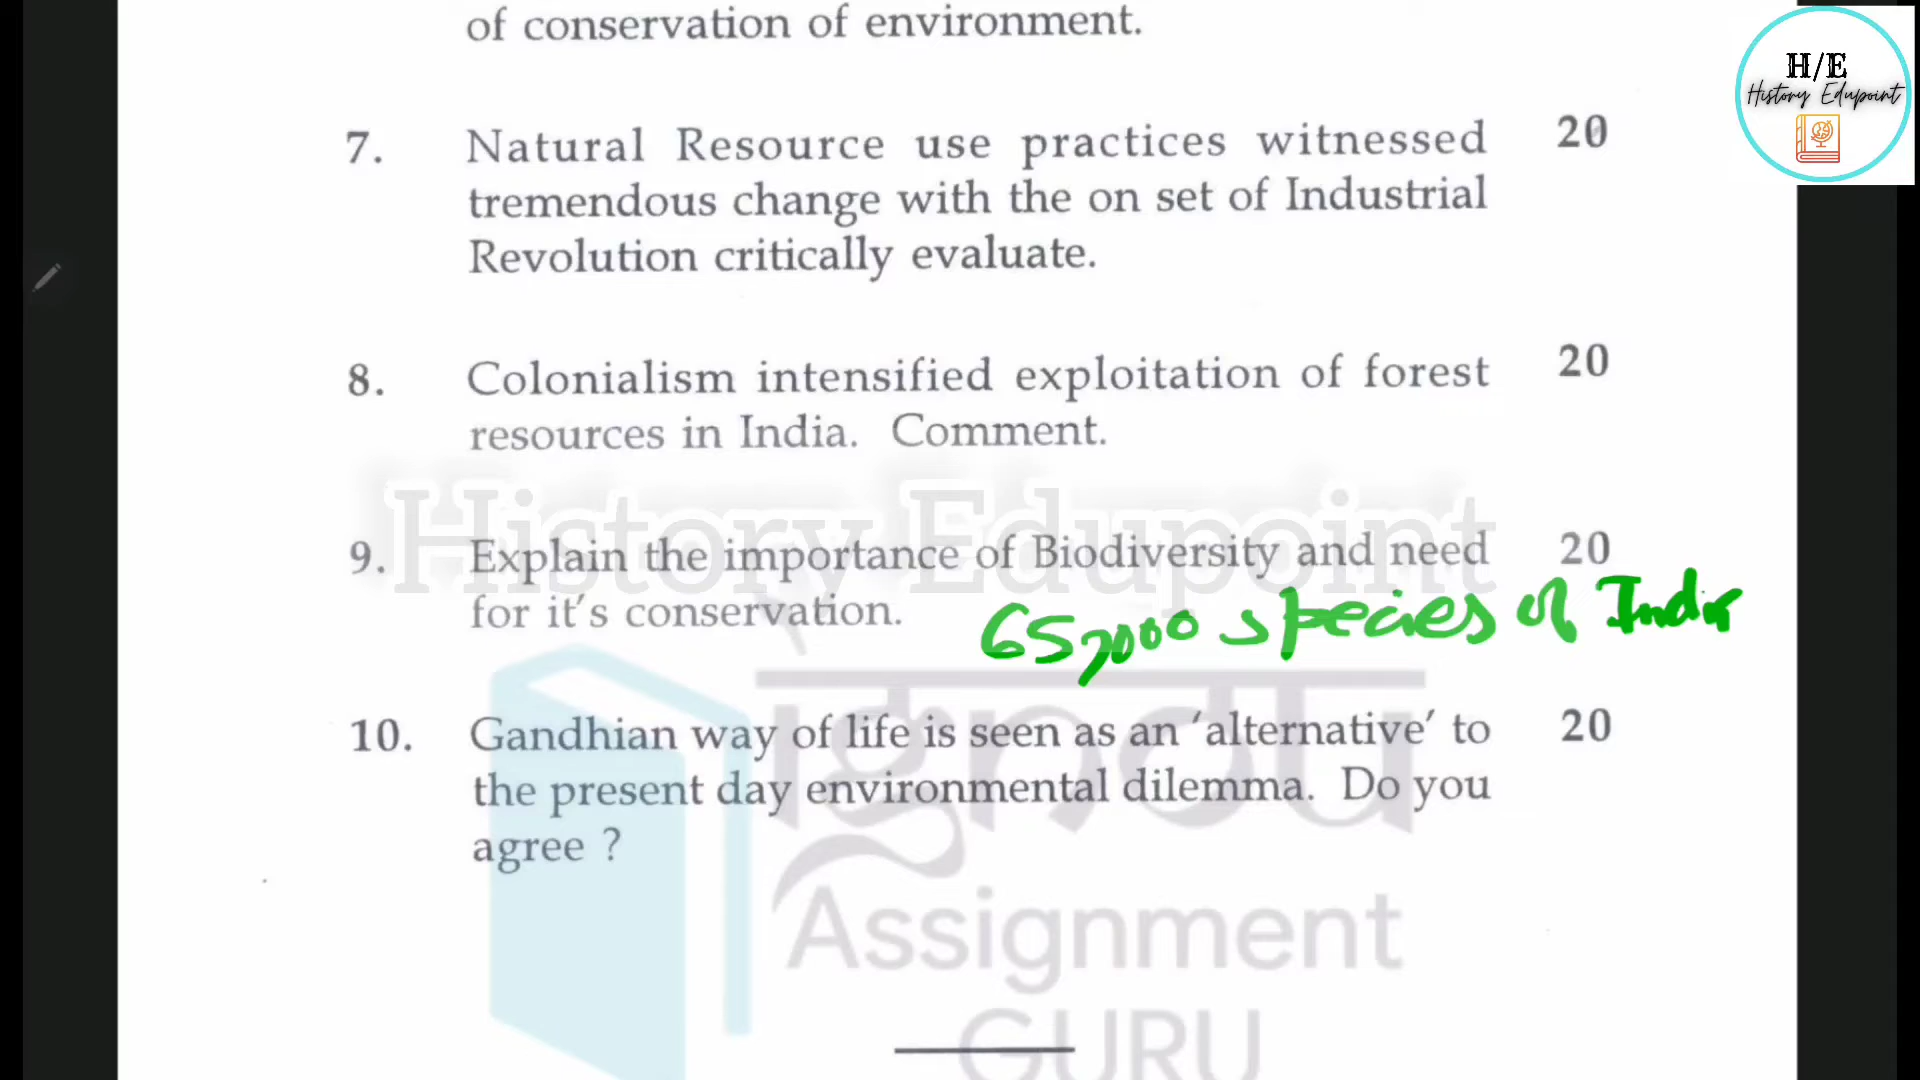 of conservation of environment.
H/E
History Edupoint
7. Natural Resource use practices witnessed 20
tremendous change with the on set of Industrial
Revolution critically evaluate.
8. Colonialism intensified exploitation of forest 20
resources in India. Comment.
History Edupoint
9. Explain the importance of Biodiversity and need 20
for it's conservation.
65,000 species of India
ignou
10. Gandhian way of life is seen as an 'alternative' to 20
the present day environmental dilemma. Do you
agree ?
Assignment
GURU